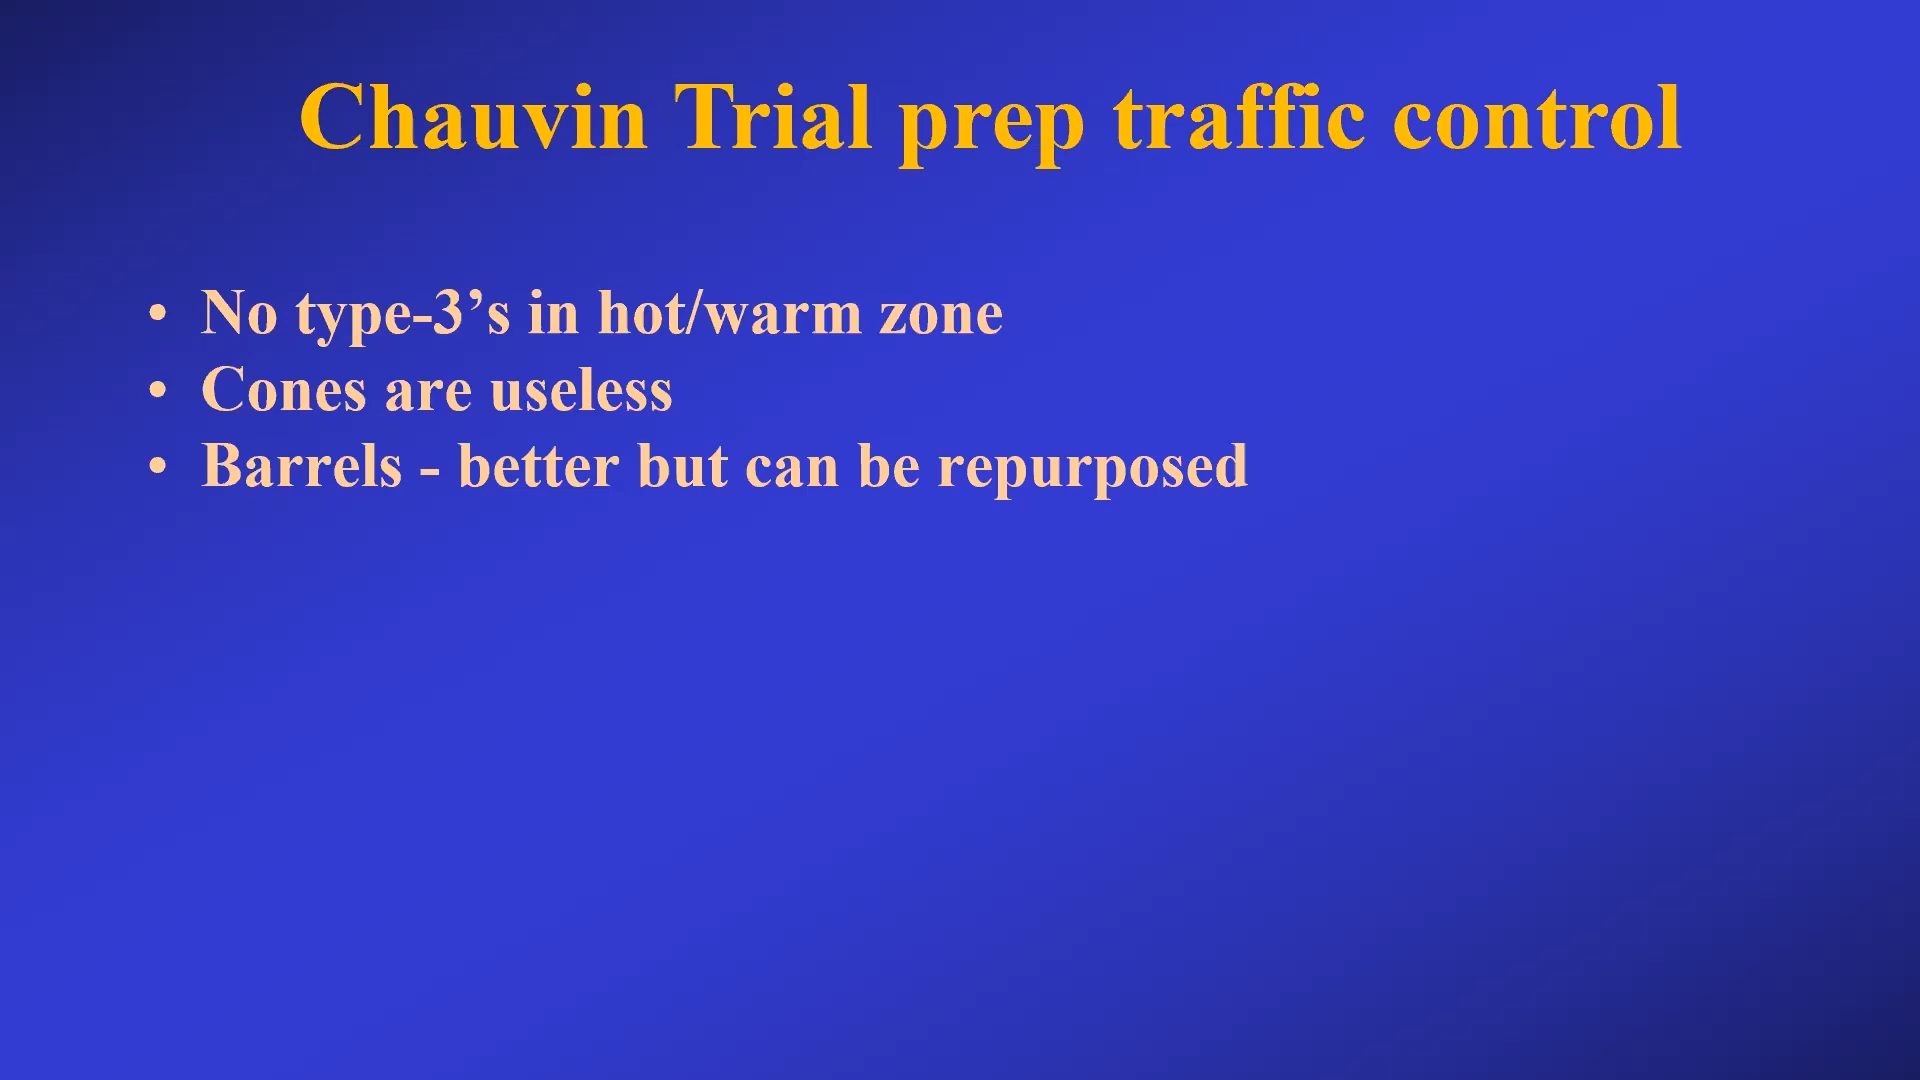 Chauvin Trial prep traffic control
• No type-3’s in hot/warm zone
• Cones are useless
• Barrels - better but can be repurposed